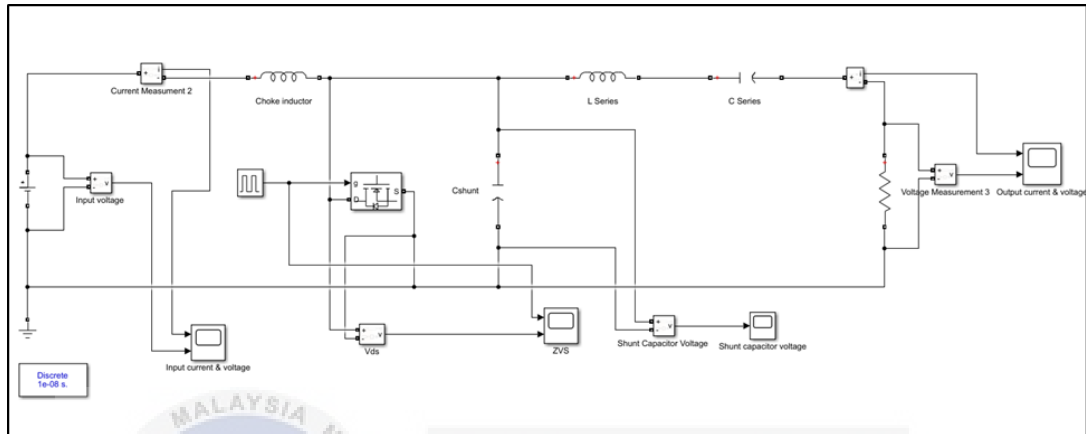 Current Measument 2
Choke inductor
L Series
C Series
i
i
Input voltage
v
g
D
S
Cshunt
v
Voltage Measurement 3
Output current & voltage
v
Vds
ZVS
v
Shunt Capacitor Voltage
Shunt capacitor voltage
Input current & voltage
Discrete
1e-08 s.
MALAYSIA